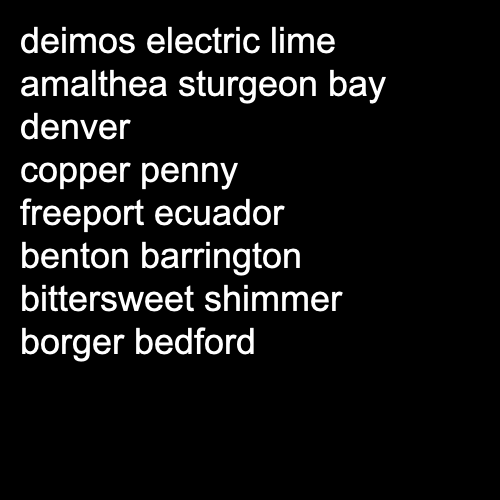 deimos electric lime
amalthea sturgeon bay
denver
copper penny
freeport ecuador
benton barrington
bittersweet shimmer
borger bedford